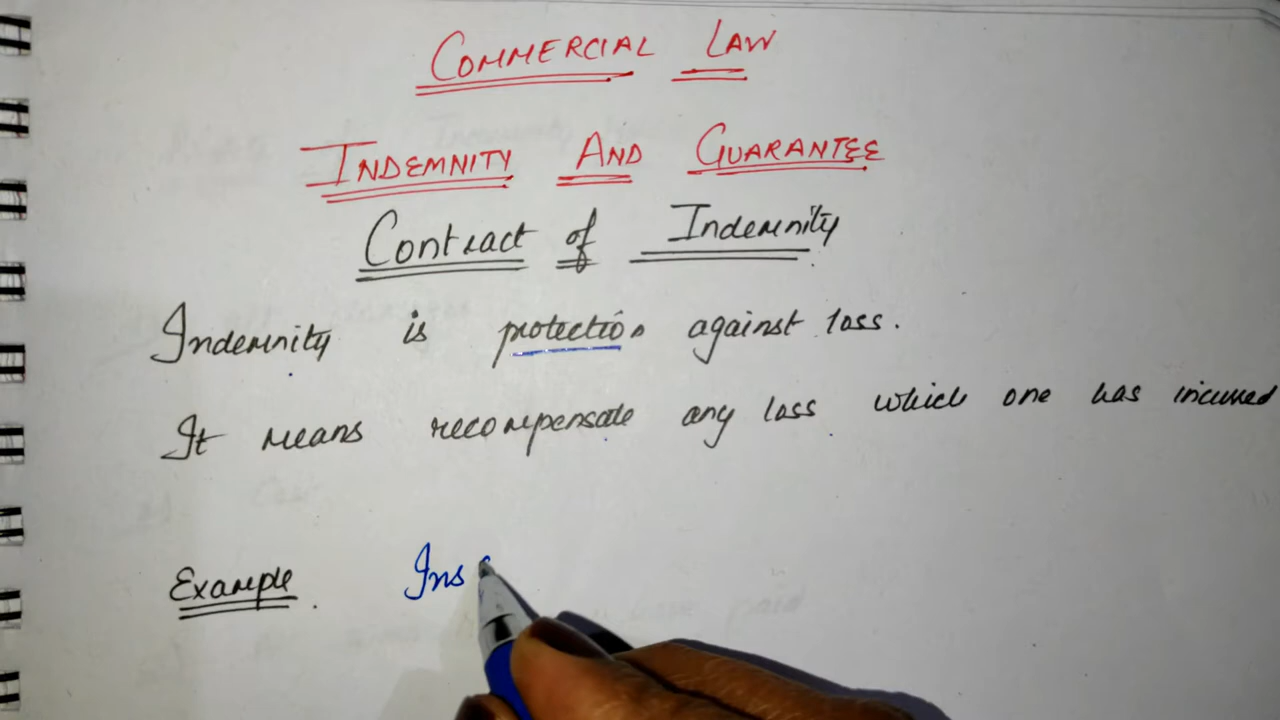 COMMERCIAL LAW
INDEMNITY AND GUARANTEE
Contract of Indemnity
Indemnity is protection against loss.
It means recompensate any loss which one has incurred
Example Ins